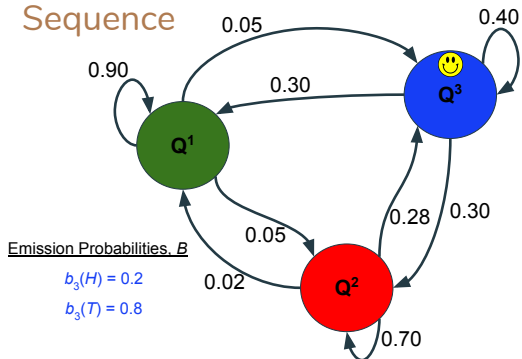 Sequence
0.05
0.40
0.90
0.30
Q³
Q¹
0.28
0.30
0.05
Emission Probabilities, B
0.02
b₃(H) = 0.2
Q²
b₃(T) = 0.8
0.70